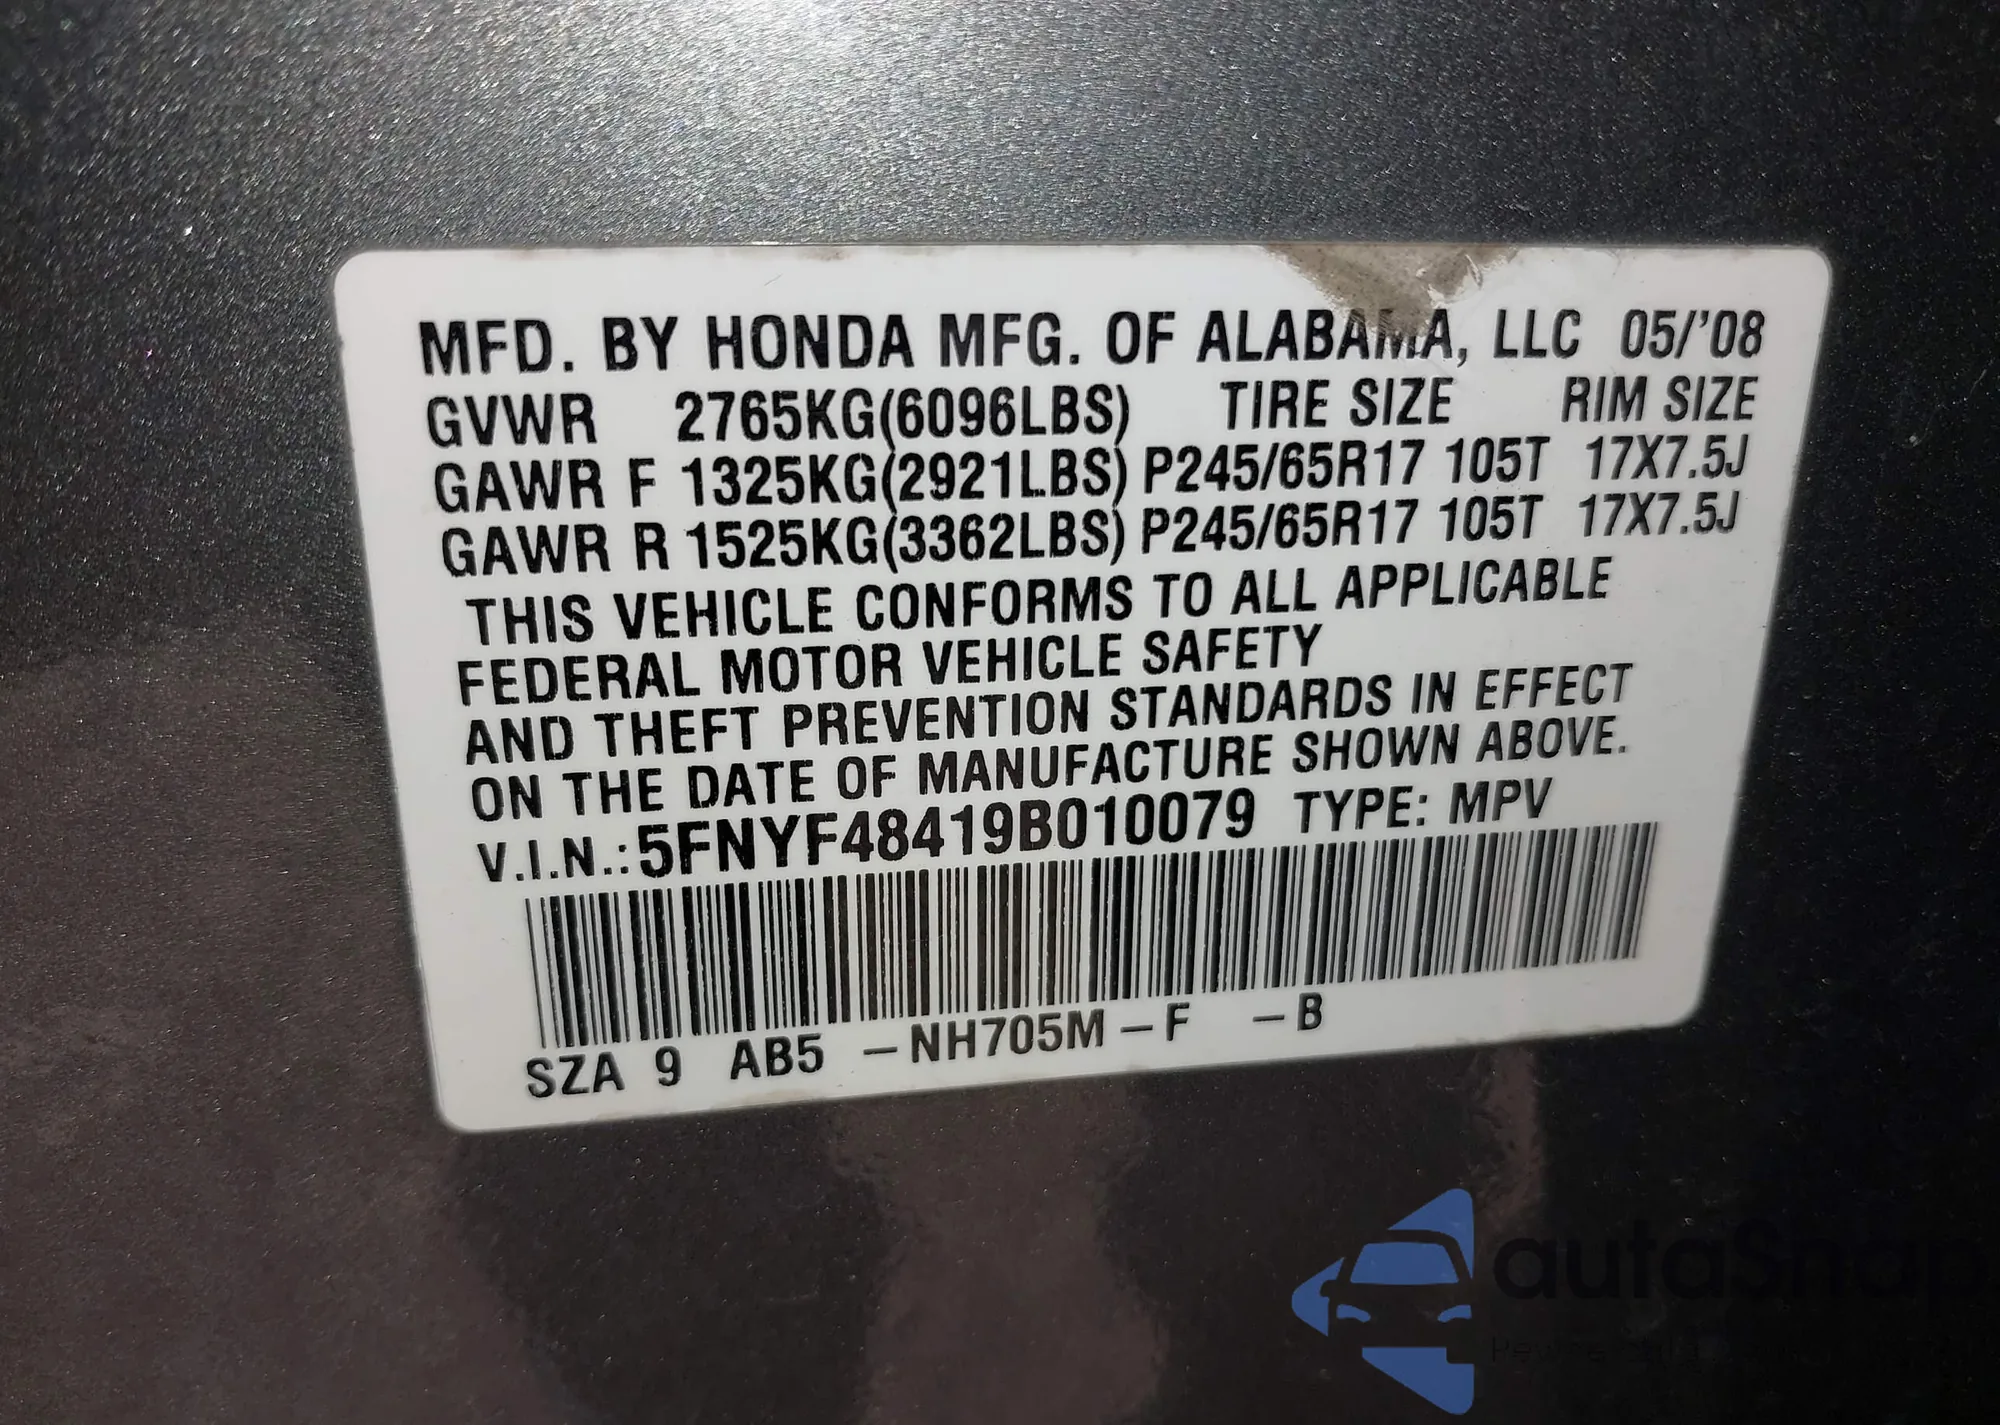 MFD. BY HONDA MFG. OF ALABAMA, LLC 05/'08
GVWR 2765KG(6096LBS) TIRE SIZE RIM SIZE
GAWR F 1325KG(2921LBS) P245/65R17 105T 17X7.5J
GAWR R 1525KG(3362LBS) P245/65R17 105T 17X7.5J
THIS VEHICLE CONFORMS TO ALL APPLICABLE
FEDERAL MOTOR VEHICLE SAFETY
AND THEFT PREVENTION STANDARDS IN EFFECT
ON THE DATE OF MANUFACTURE SHOWN ABOVE.
V.I.N.: 5FNYF48419B010079 TYPE: MPV
SZA 9 AB5 –NH705M–F –B
autaSnap